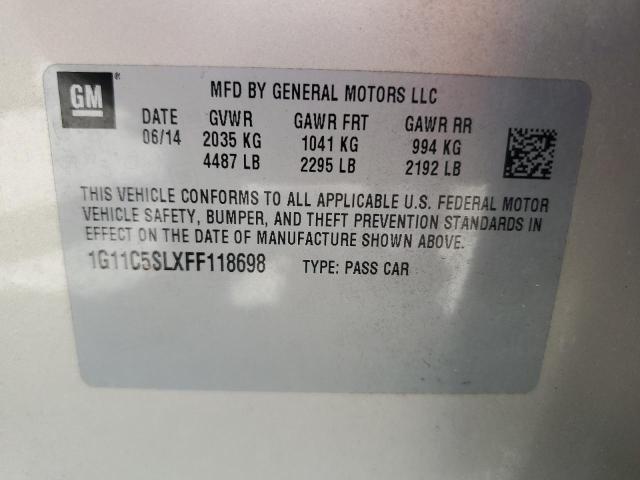 GM ® MFD BY GENERAL MOTORS LLC
DATE GVWR GAWR FRT GAWR RR
06/14 2035 KG 1041 KG 994 KG
4487 LB 2295 LB 2192 LB
THIS VEHICLE CONFORMS TO ALL APPLICABLE U.S. FEDERAL MOTOR
VEHICLE SAFETY, BUMPER, AND THEFT PREVENTION STANDARDS IN
EFFECT ON THE DATE OF MANUFACTURE SHOWN ABOVE.
1G11C5SLXFF118698 TYPE: PASS CAR